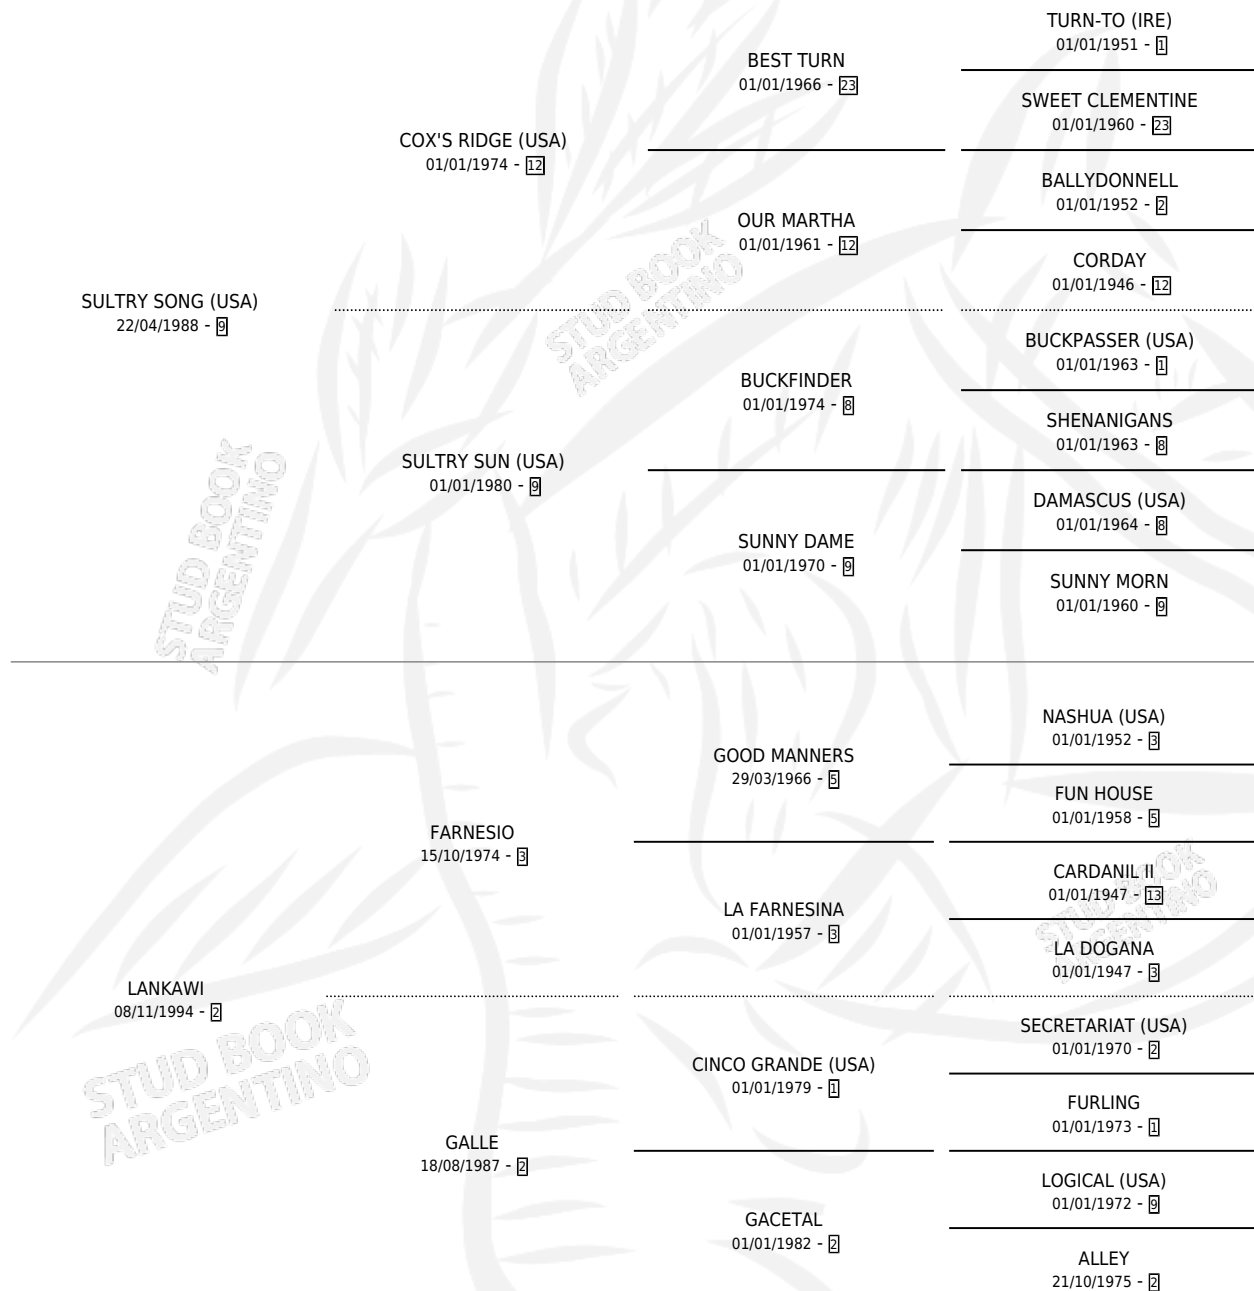 TURN-TO (IRE)
01/01/1951 - 1
BEST TURN
01/01/1966 - 23
SWEET CLEMENTINE
01/01/1960 - 23
COX'S RIDGE (USA)
01/01/1974 - 12
BALLYDONNELL
01/01/1952 - 2
OUR MARTHA
01/01/1961 - 12
CORDAY
01/01/1946 - 12
SULTRY SONG (USA)
22/04/1988 - 9
BUCKPASSER (USA)
01/01/1963 - 1
BUCKFINDER
01/01/1974 - 8
SHENANIGANS
01/01/1963 - 8
SULTRY SUN (USA)
01/01/1980 - 9
DAMASCUS (USA)
01/01/1964 - 8
SUNNY DAME
01/01/1970 - 9
SUNNY MORN
01/01/1960 - 9
STUD BOOK
ARGENTINO
STUD BOOK
ARGENTINO
NASHUA (USA)
01/01/1952 - 3
GOOD MANNERS
29/03/1966 - 5
FUN HOUSE
01/01/1958 - 5
FARNESIO
15/10/1974 - 3
CARDANIL II
01/01/1947 - 13
LA FARNESINA
01/01/1957 - 3
LA DOGANA
01/01/1947 - 3
STUD BOOK
ARGENTINO
LANKAWI
08/11/1994 - 2
SECRETARIAT (USA)
01/01/1970 - 2
CINCO GRANDE (USA)
01/01/1979 - 1
FURLING
01/01/1973 - 1
GALLE
18/08/1987 - 2
LOGICAL (USA)
01/01/1972 - 9
GACETAL
01/01/1982 - 2
ALLEY
21/10/1975 - 2
STUD BOOK
ARGENTINO